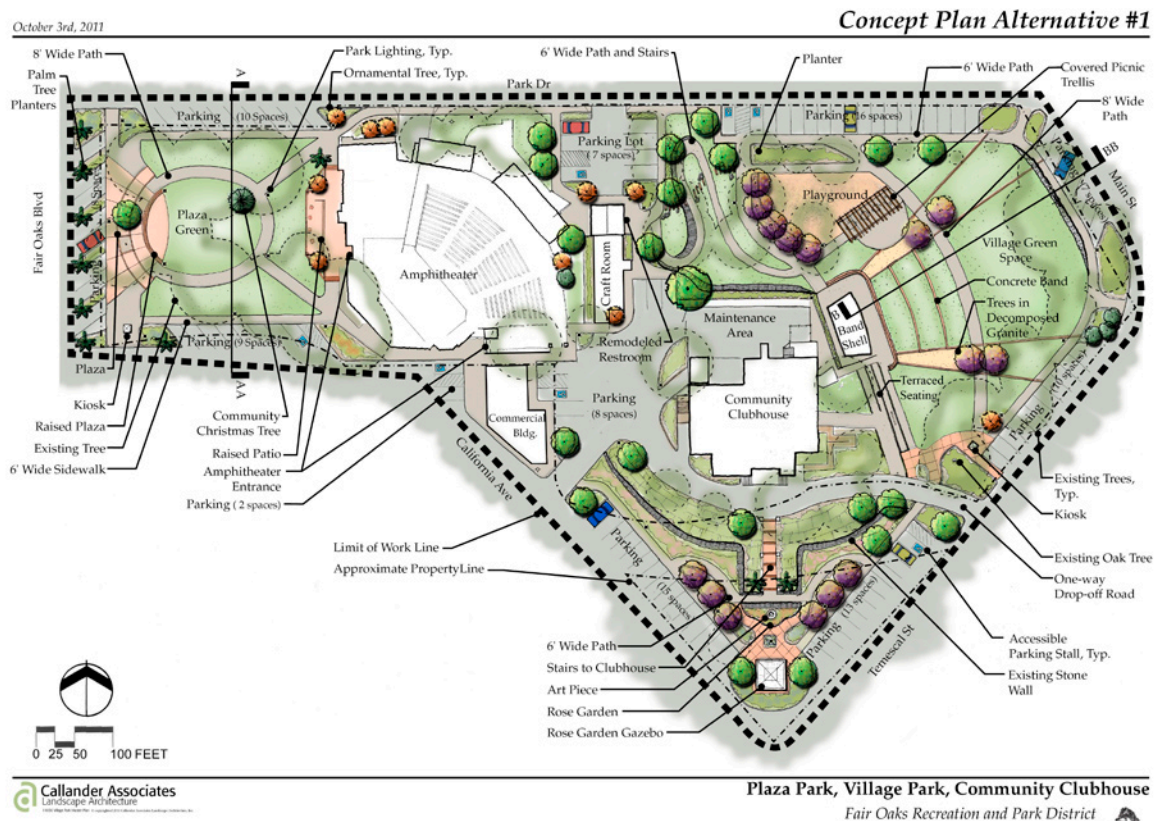 October 3rd, 2011
Concept Plan Alternative #1
8' Wide Path
Palm
Tree
Planters
Park Lighting, Typ.
Ornamental Tree, Typ.
6' Wide Path and Stairs
Park Dr
Planter
6' Wide Path
Covered Picnic
Trellis
8' Wide
Path
A
Parking (10 Spaces)
Parking Lot
(7 spaces)
Parking (16 spaces)
BB
Main St
Fair Oaks Blvd
Plaza
Green
Playground
Village Green
Space
Amphitheater
Craft Room
Concrete Band
Trees in
Decomposed
Granite
B
Band
Shell
Maintenance
Area
Remodeled
Restroom
Parking (9 Spaces)
A
Plaza
Kiosk
Raised Plaza
Existing Tree
6' Wide Sidewalk
Community
Christmas Tree
Raised Patio
Amphitheater
Entrance
Parking ( 2 spaces)
Commercial
Bldg.
Parking
(8 spaces)
Community
Clubhouse
Terraced
Seating
Parking (10 spaces)
California Ave
Existing Trees,
Typ.
Kiosk
Existing Oak Tree
One-way
Drop-off Road
Limit of Work Line
Approximate PropertyLine
Parking
(15 spaces)
Parking (13 spaces)
Temescal St
Accessible
Parking Stall, Typ.
Existing Stone
Wall
6' Wide Path
Stairs to Clubhouse
Art Piece
Rose Garden
Rose Garden Gazebo
0 25 50 100 FEET
Callander Associates
Landscape Architecture
Plaza Park, Village Park, Community Clubhouse
Fair Oaks Recreation and Park District